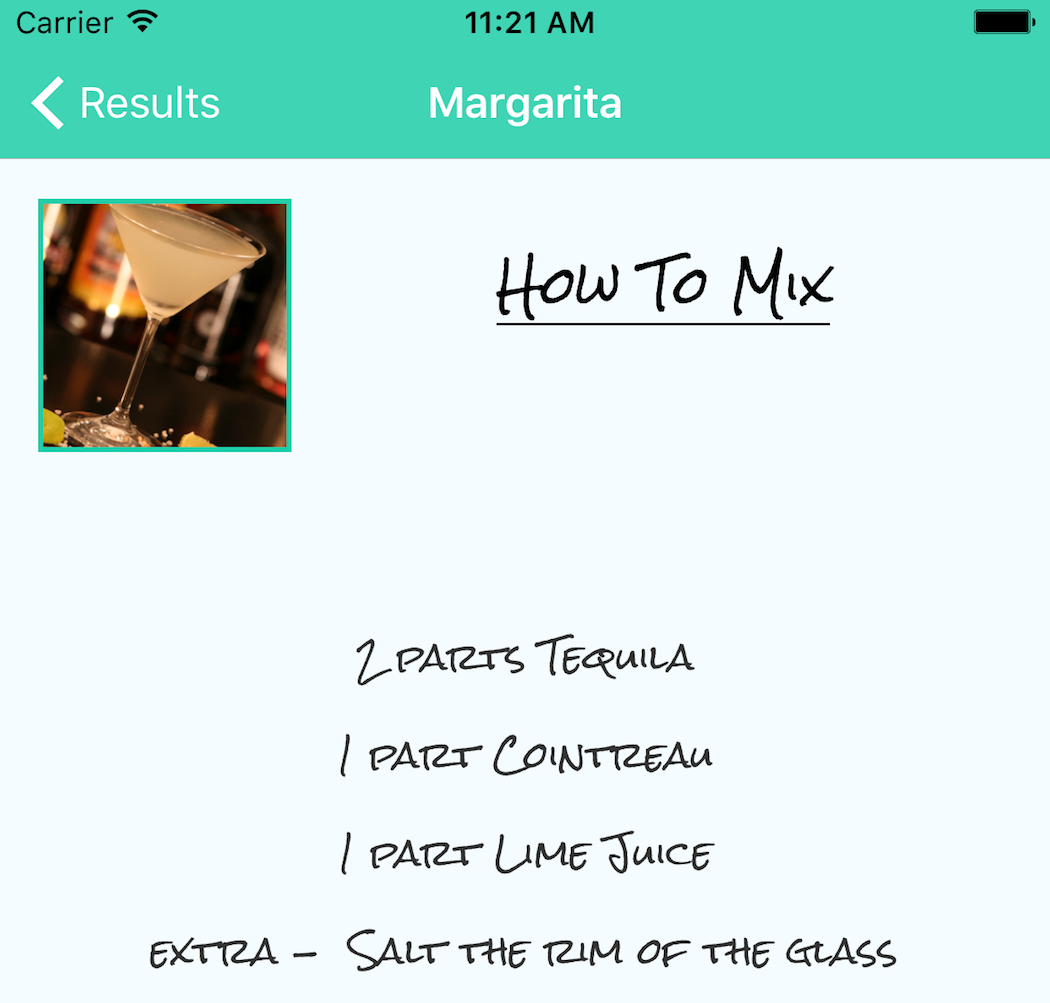 Carrier 11:21 AM
Results Margarita
How To Mix
2 parts Tequila
1 part Cointreau
1 part Lime Juice
extra - Salt the rim of the glass